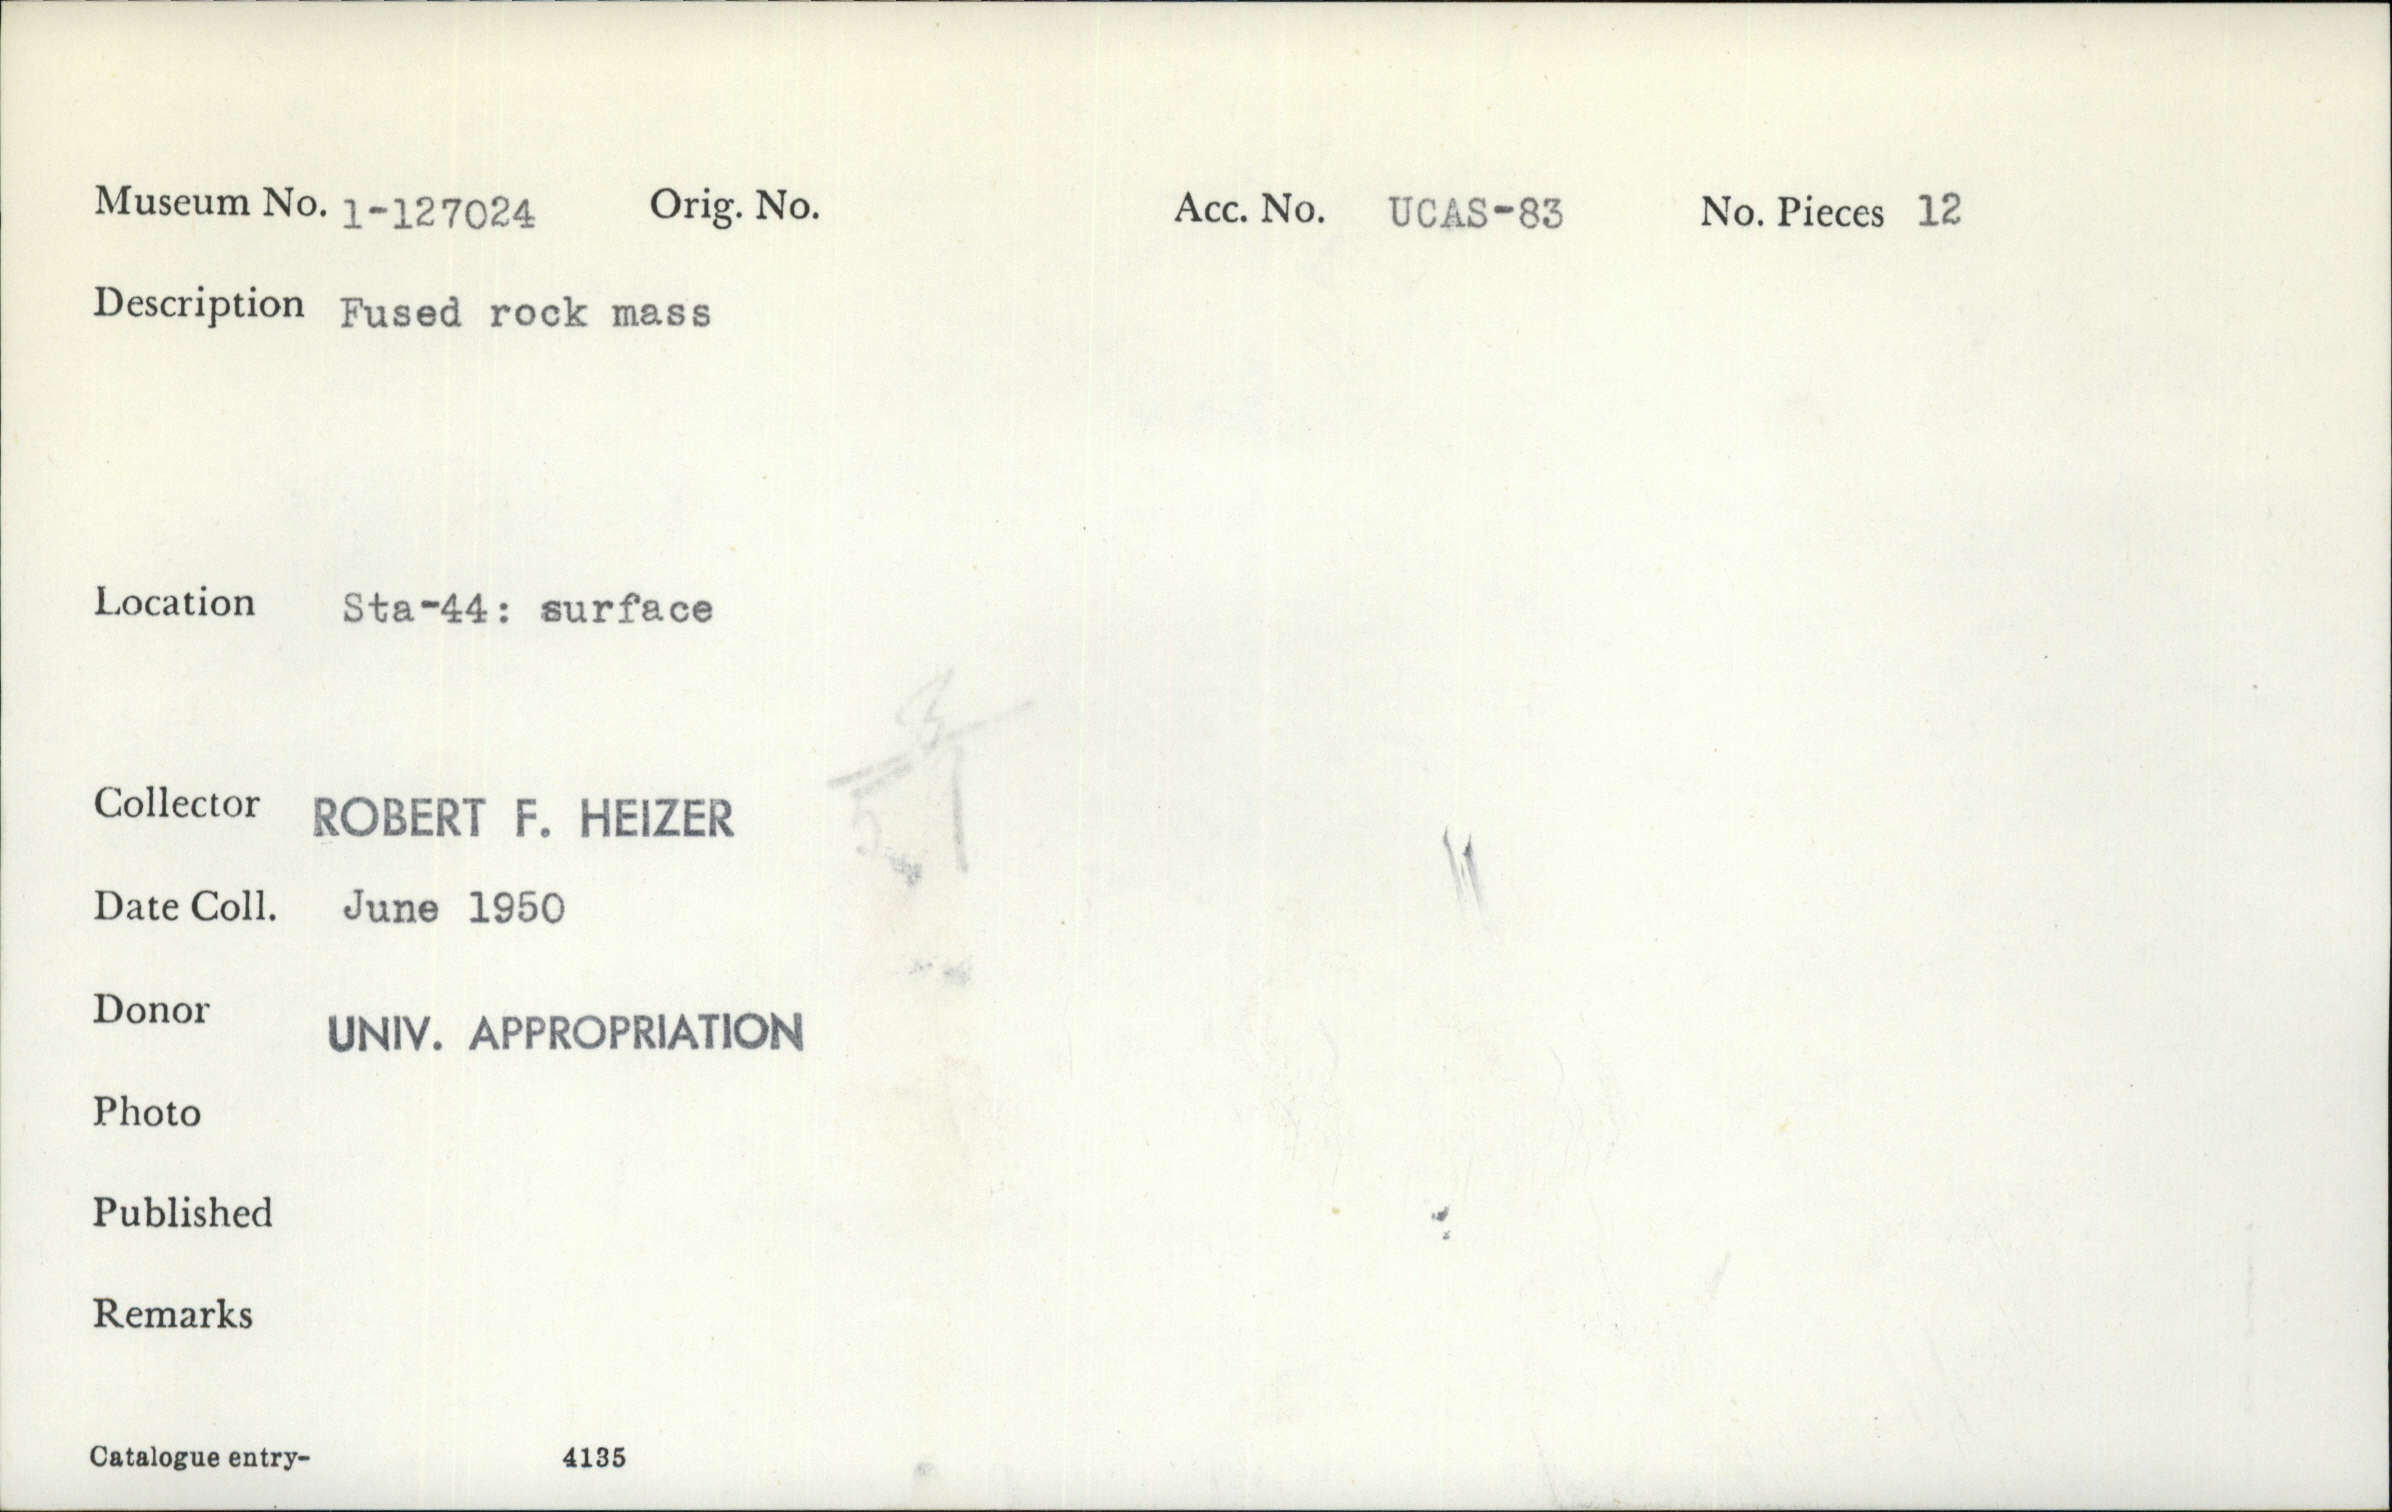 Museum No. 1-127024 Orig. No. Acc. No. UCAS-83 No. Pieces 12
Description Fused rock mass
Location Sta-44: surface
Collector ROBERT F. HEIZER
Date Coll. June 1950
Donor UNIV. APPROPRIATION
Photo
Published
Remarks
Catalogue entry- 4135